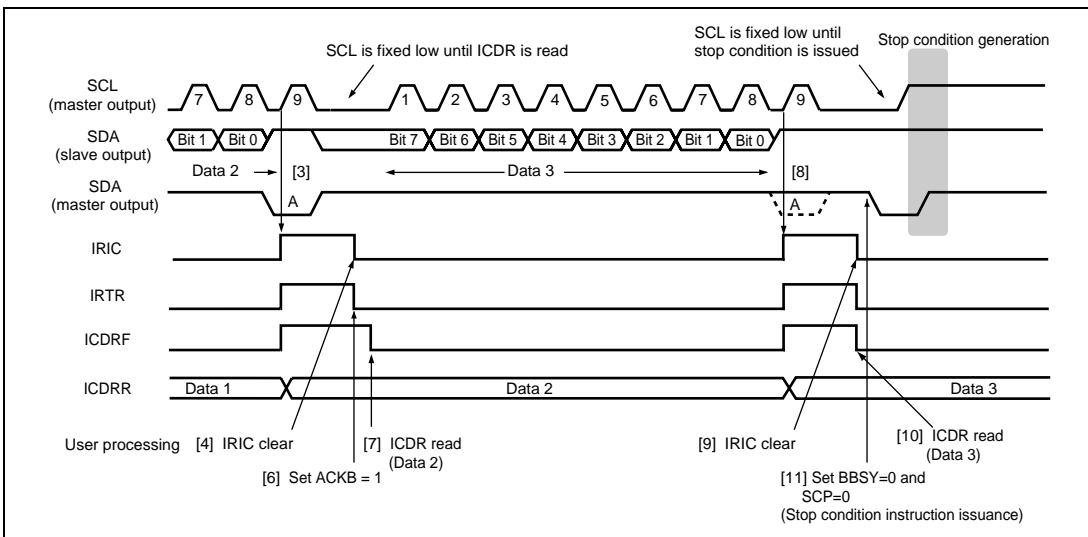 SCL is fixed low until ICDR is read
SCL is fixed low until
stop condition is issued
Stop condition generation
SCL
(master output)
7 8 9 1 2 3 4 5 6 7 8 9
SDA
(slave output)
Bit 1 Bit 0 Bit 7 Bit 6 Bit 5 Bit 4 Bit 3 Bit 2 Bit 1 Bit 0
Data 2 [3] Data 3 [8]
SDA
(master output)
A A
IRIC
IRTR
ICDRF
ICDRR
Data 1 Data 2 Data 3
User processing
[4] IRIC clear
[7] ICDR read
(Data 2)
[9] IRIC clear
[10] ICDR read
(Data 3)
[6] Set ACKB = 1
[11] Set BBSY=0 and
SCP=0
(Stop condition instruction issuance)